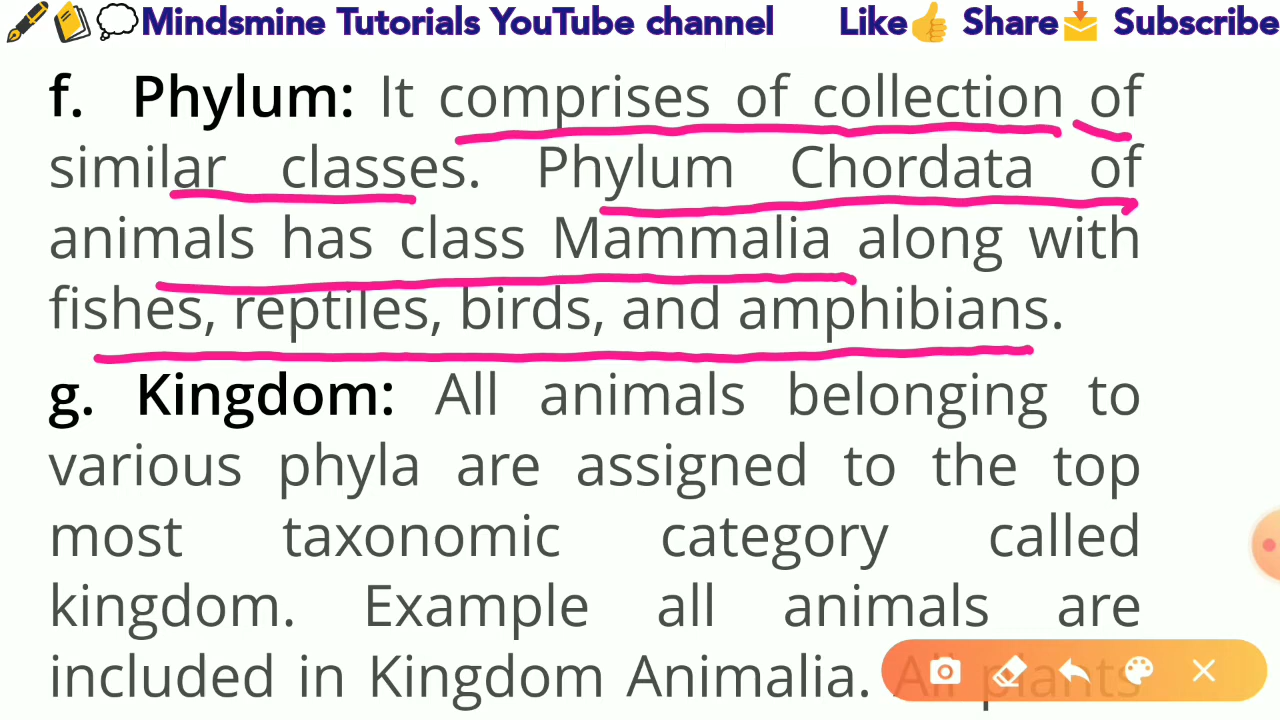 Mindsmine Tutorials YouTube channel Like Share Subscribe
f. Phylum: It comprises of collection of
similar classes. Phylum Chordata of
animals has class Mammalia along with
fishes, reptiles, birds, and amphibians.
g. Kingdom: All animals belonging to
various phyla are assigned to the top
most taxonomic category called
kingdom. Example all animals are
included in Kingdom Animalia. All plants